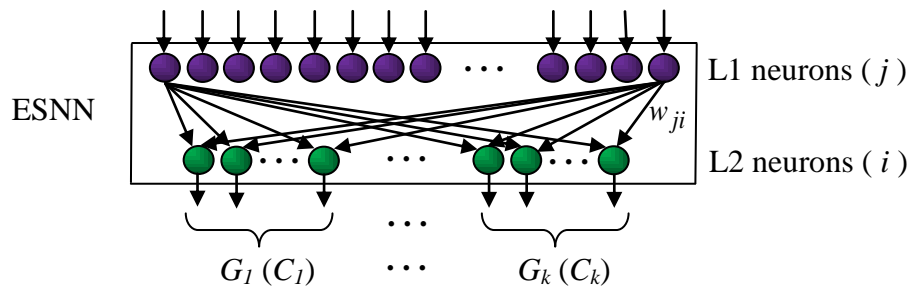 L1 neurons ( j )
ESNN
w ji
L2 neurons ( i )
G1 (C1)
Gk (Ck)